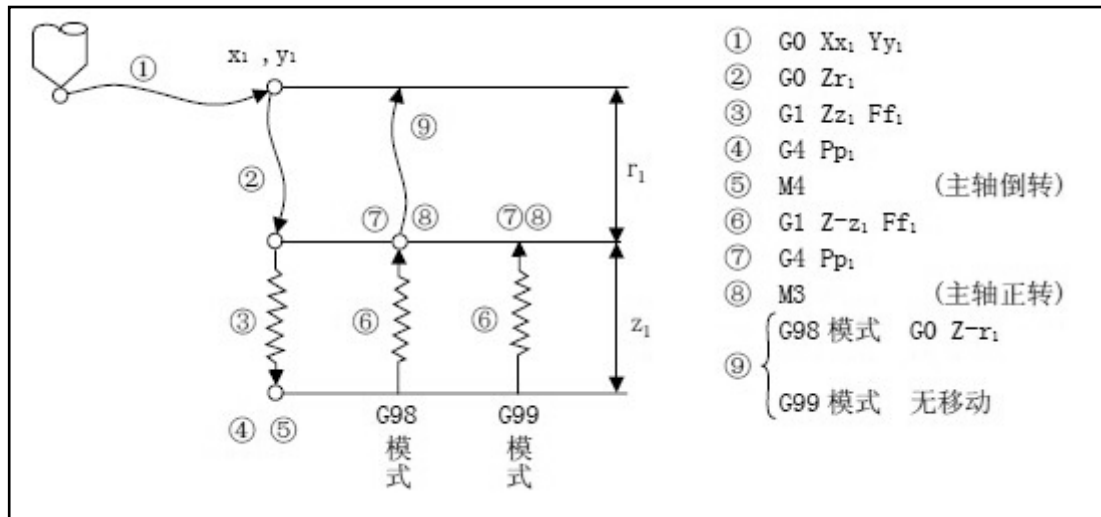 x₁ , y₁
①
②
③
④ ⑤
⑥
⑦ ⑧
⑨
⑥
⑦⑧
r₁
z₁
G98
模
式
G99
模
式
① G0 Xx₁ Yy₁
② G0 Zr₁
③ G1 Zz₁ Ff₁
④ G4 Pp₁
⑤ M4 (主轴倒转)
⑥ G1 Z-z₁ Ff₁
⑦ G4 Pp₁
⑧ M3 (主轴正转)
⑨
G98 模式 G0 Z-r₁
G99 模式 无移动